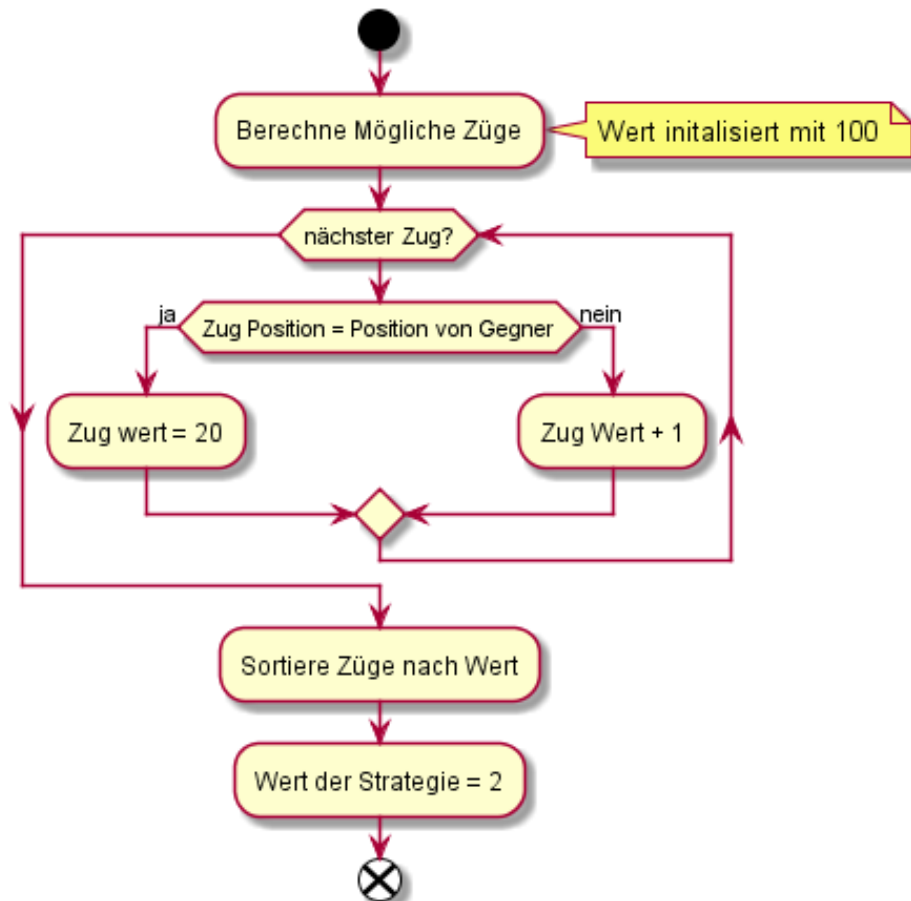 Berechne Mögliche Züge
Wert initalisiert mit 100
nächster Zug?
ja
Zug Position = Position von Gegner
nein
Zug wert = 20
Zug Wert + 1
Sortiere Züge nach Wert
Wert der Strategie = 2